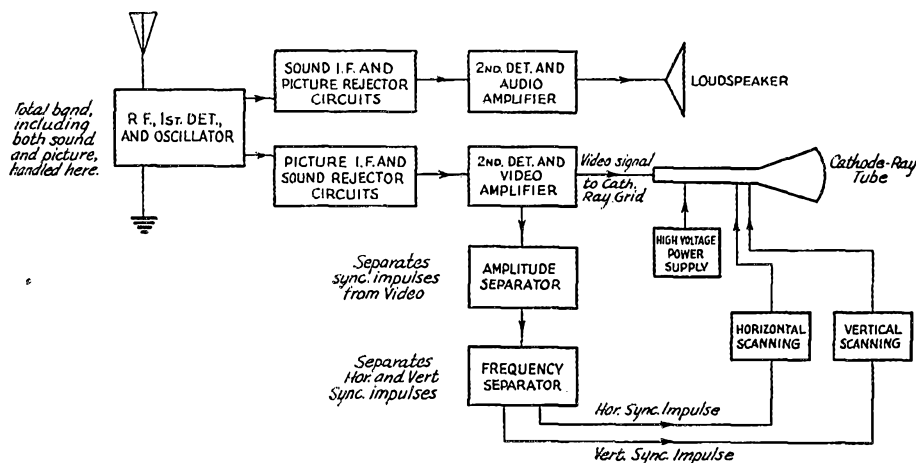 Total band,
including
both sound
and picture,
handled here.
R F., 1ST. DET.,
AND OSCILLATOR
SOUND I.F. AND
PICTURE REJECTOR
CIRCUITS
2ND. DET. AND
AUDIO
AMPLIFIER
LOUDSPEAKER
PICTURE I.F. AND
SOUND REJECTOR
CIRCUITS
2ND. DET. AND
VIDEO
AMPLIFIER
Video signal
to Cath.
Ray Grid
Cathode-Ray
Tube
HIGH VOLTAGE
POWER
SUPPLY
Separates
sync. impulses
from Video
AMPLITUDE
SEPARATOR
HORIZONTAL
SCANNING
VERTICAL
SCANNING
Separates
Hor. and Vert
Sync. impulses
FREQUENCY
SEPARATOR
Hor. Sync. Impulse
Vert. Sync. Impulse